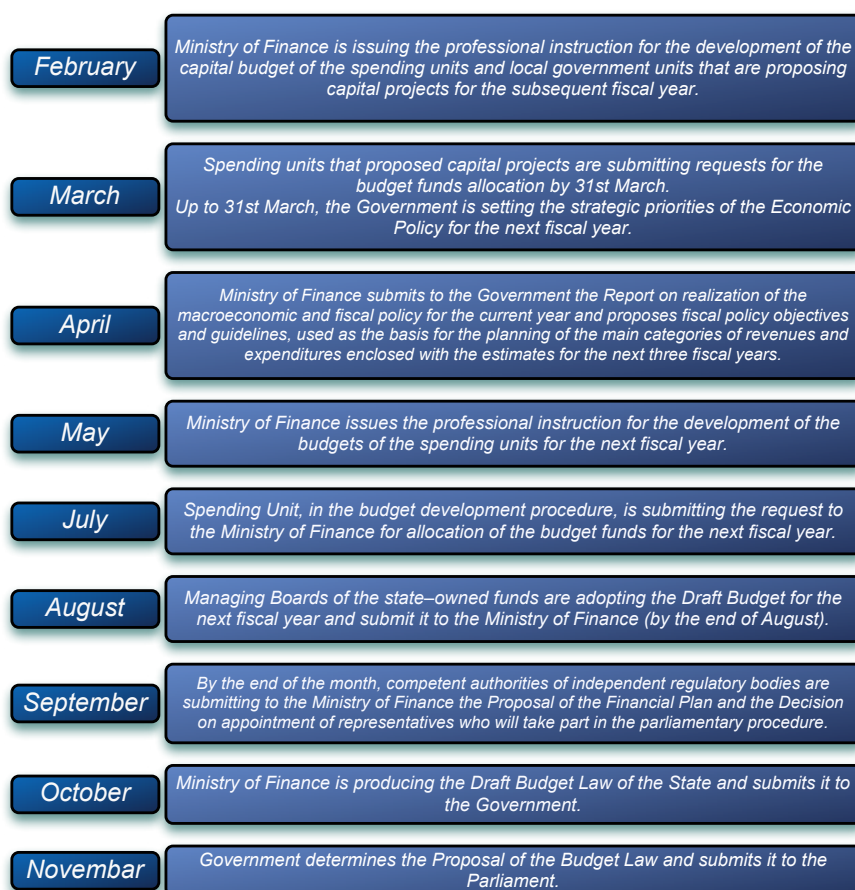 February
Ministry of Finance is issuing the professional instruction for the development of the
capital budget of the spending units and local government units that are proposing
capital projects for the subsequent fiscal year.
March
Spending units that proposed capital projects are submitting requests for the
budget funds allocation by 31st March.
Up to 31st March, the Government is setting the strategic priorities of the Economic
Policy for the next fiscal year.
April
Ministry of Finance submits to the Government the Report on realization of the
macroeconomic and fiscal policy for the current year and proposes fiscal policy objectives
and guidelines, used as the basis for the planning of the main categories of revenues and
expenditures enclosed with the estimates for the next three fiscal years.
May
Ministry of Finance issues the professional instruction for the development of the
budgets of the spending units for the next fiscal year.
July
Spending Unit, in the budget development procedure, is submitting the request to
the Ministry of Finance for allocation of the budget funds for the next fiscal year.
August
Managing Boards of the state–owned funds are adopting the Draft Budget for the
next fiscal year and submit it to the Ministry of Finance (by the end of August).
September
By the end of the month, competent authorities of independent regulatory bodies are
submitting to the Ministry of Finance the Proposal of the Financial Plan and the Decision
on appointment of representatives who will take part in the parliamentary procedure.
October
Ministry of Finance is producing the Draft Budget Law of the State and submits it to
the Government.
Novembar
Government determines the Proposal of the Budget Law and submits it to the
Parliament.